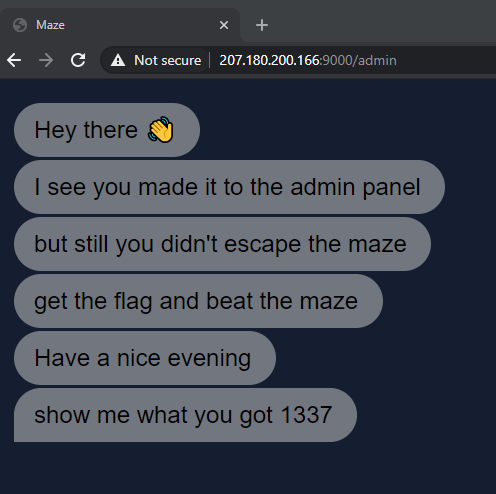 Maze
Not secure 207.180.200.166:9000/admin
Hey there 👋
I see you made it to the admin panel
but still you didn't escape the maze
get the flag and beat the maze
Have a nice evening
show me what you got 1337